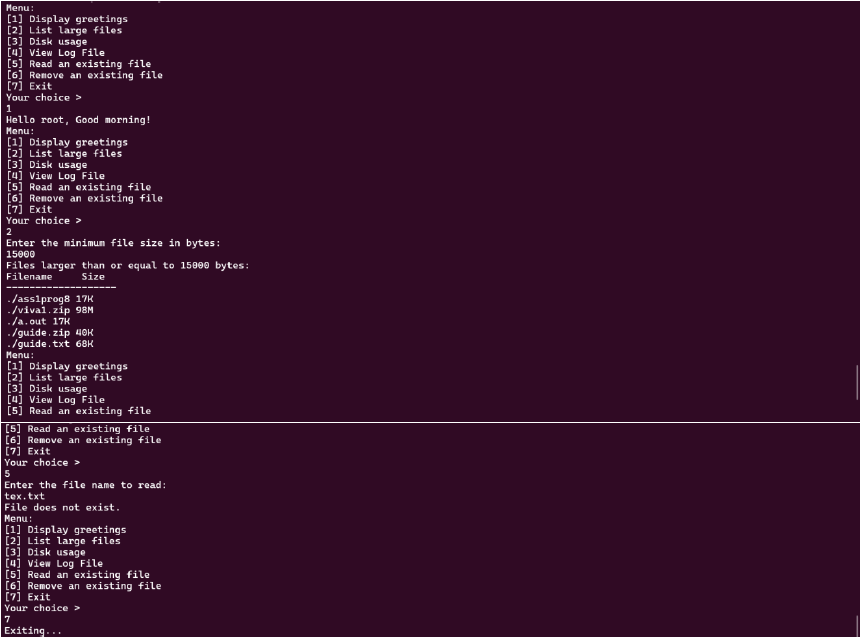 Menu:
[1] Display greetings
[2] List large files
[3] Disk usage
[4] View Log File
[5] Read an existing file
[6] Remove an existing file
[7] Exit
Your choice >
1
Hello root, Good morning!
Menu:
[1] Display greetings
[2] List large files
[3] Disk usage
[4] View Log File
[5] Read an existing file
[6] Remove an existing file
[7] Exit
Your choice >
2
Enter the minimum file size in bytes:
15000
Files larger than or equal to 15000 bytes:
Filename     Size
-------------------
./ass1prog8 17K
./viva1.zip 98M
./a.out 17K
./guide.zip 40K
./guide.txt 68K
Menu:
[1] Display greetings
[2] List large files
[3] Disk usage
[4] View Log File
[5] Read an existing file
[5] Read an existing file
[6] Remove an existing file
[7] Exit
Your choice >
5
Enter the file name to read:
tex.txt
File does not exist.
Menu:
[1] Display greetings
[2] List large files
[3] Disk usage
[4] View Log File
[5] Read an existing file
[6] Remove an existing file
[7] Exit
Your choice >
7
Exiting...